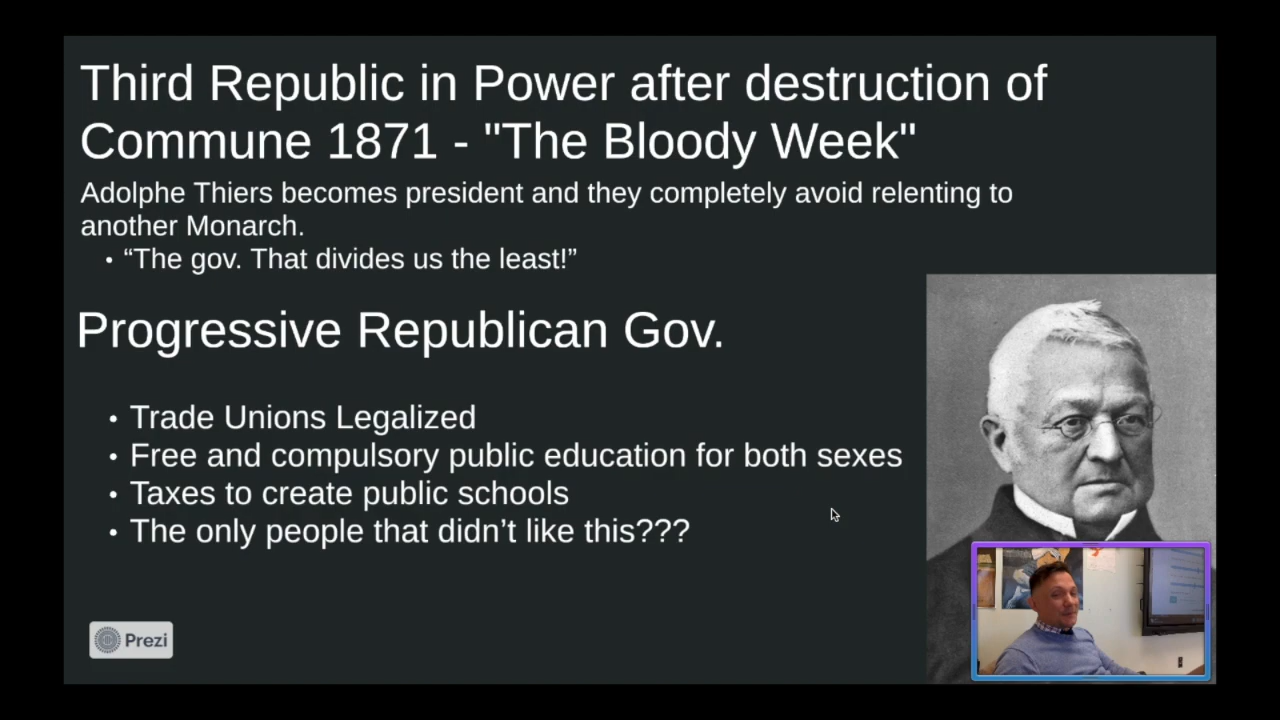 Third Republic in Power after destruction of
Commune 1871 - "The Bloody Week"
Adolphe Thiers becomes president and they completely avoid relenting to
another Monarch.
• “The gov. That divides us the least!”
Progressive Republican Gov.
• Trade Unions Legalized
• Free and compulsory public education for both sexes
• Taxes to create public schools
• The only people that didn’t like this???
Prezi